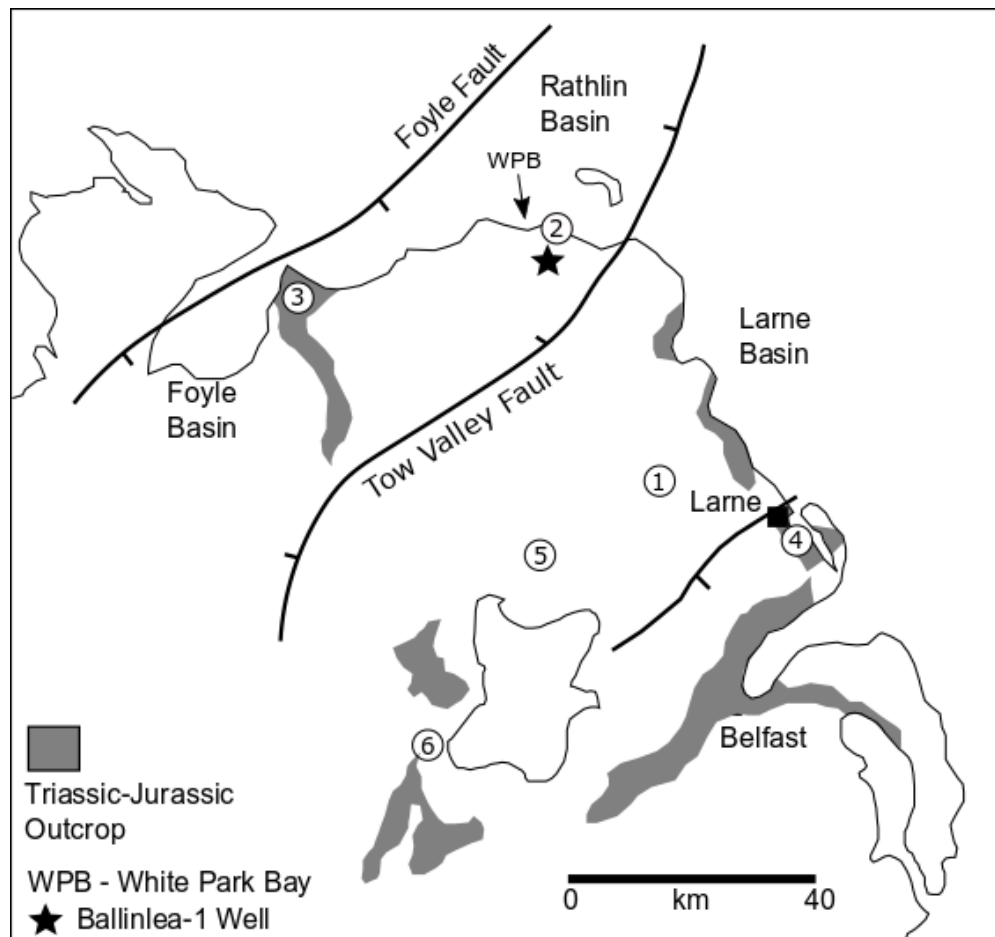 Foyle Fault
Rathlin
Basin
WPB
2
3
Larne
Basin
Foyle
Basin
Tow Valley Fault
1
Larne
4
5
6
Belfast
Triassic-Jurassic
Outcrop
WPB - White Park Bay
Ballinlea-1 Well
0 km 40